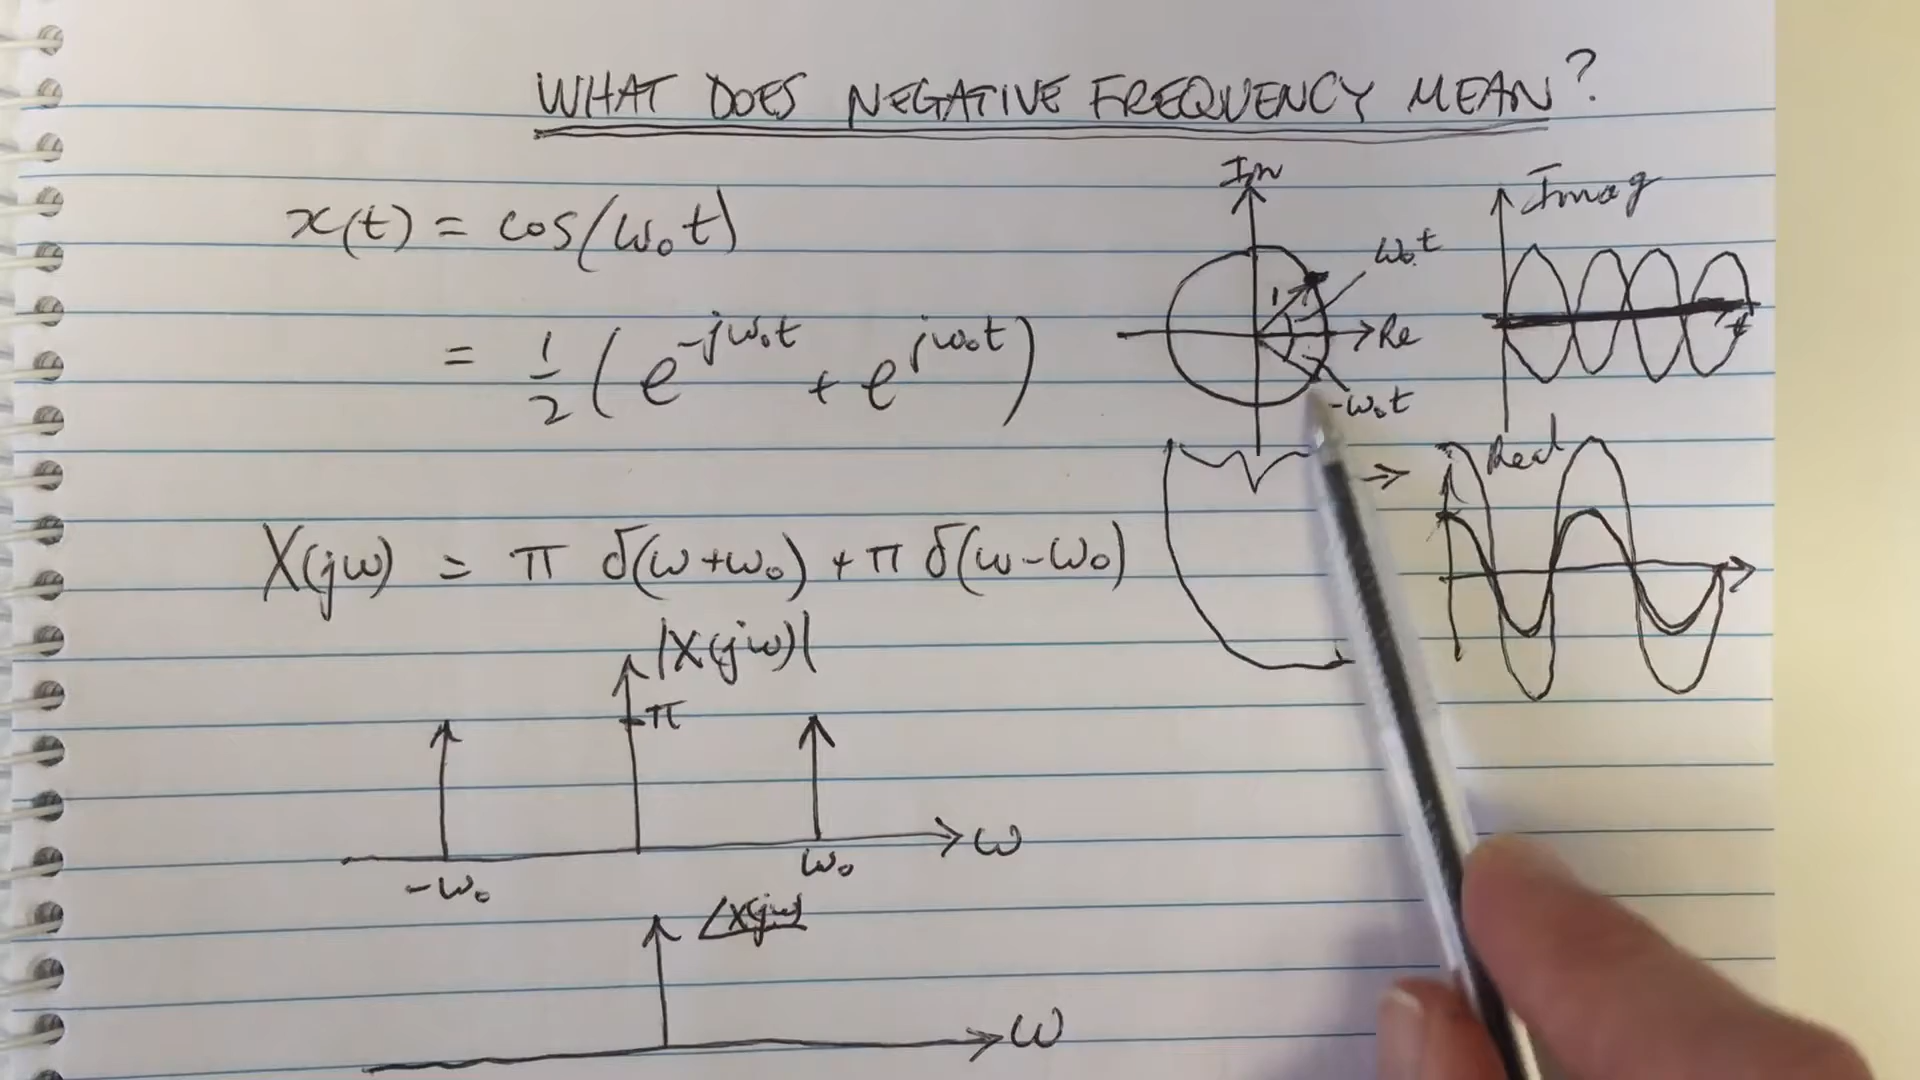 WHAT DOES NEGATIVE FREQUENCY MEAN?
x(t) = cos(ω₀t)
= 1/2 (e^-jω₀t + e^jω₀t)
Im
Re
ω₀t
-ω₀t
Imag
t
Real
X(jω) = π δ(ω+ω₀) + π δ(ω-ω₀)
|X(jω)|
π
-ω₀
ω₀
ω
∠X(jω)
ω